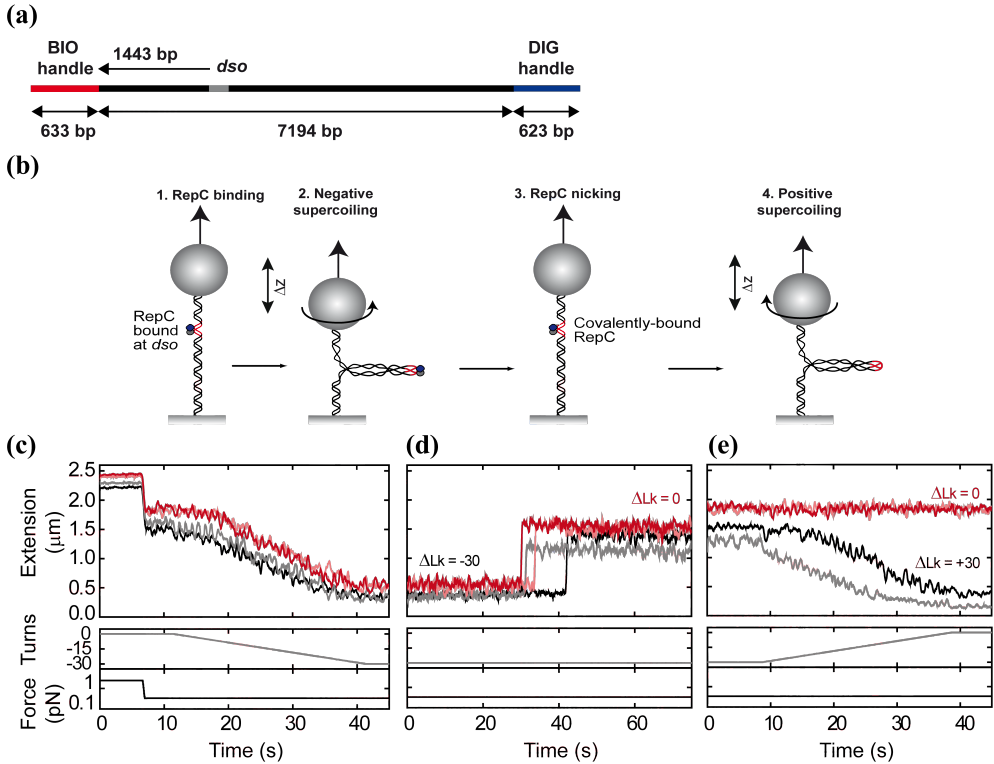 (a)
BIO handle
1443 bp
dso
DIG handle
633 bp
7194 bp
623 bp
(b)
1. RepC binding
2. Negative supercoiling
3. RepC nicking
4. Positive supercoiling
Δz
Δz
RepC bound at dso
Covalently-bound RepC
(c)
(d)
(e)
Extension (μm)
2.5
2.0
1.5
1.0
0.5
0.0
ΔLk = 0
ΔLk = -30
ΔLk = 0
ΔLk = +30
Turns
0
-15
-30
Force (pN)
1
0.1
0
10
20
30
40
0
20
40
60
0
10
20
30
40
Time (s)
Time (s)
Time (s)